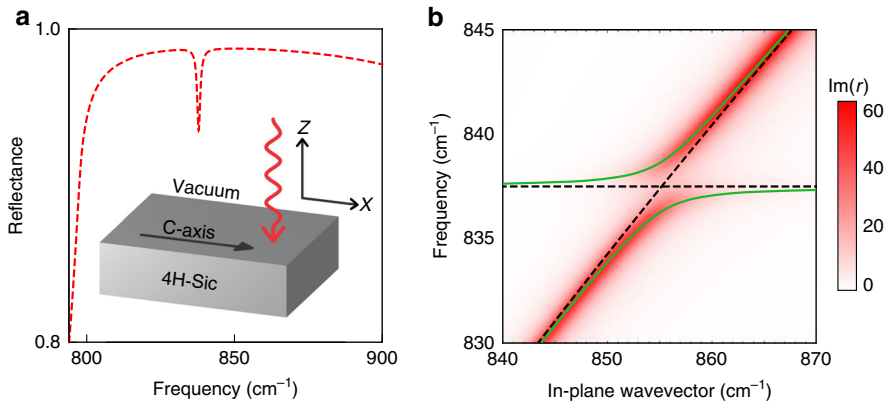 a
1.0
Reflectance
0.8
800
850
900
Frequency (cm⁻¹)
Z
X
Vacuum
C-axis
4H-Sic
b
845
840
835
830
Frequency (cm⁻¹)
840
850
860
870
In-plane wavevector (cm⁻¹)
Im(r)
60
40
20
0